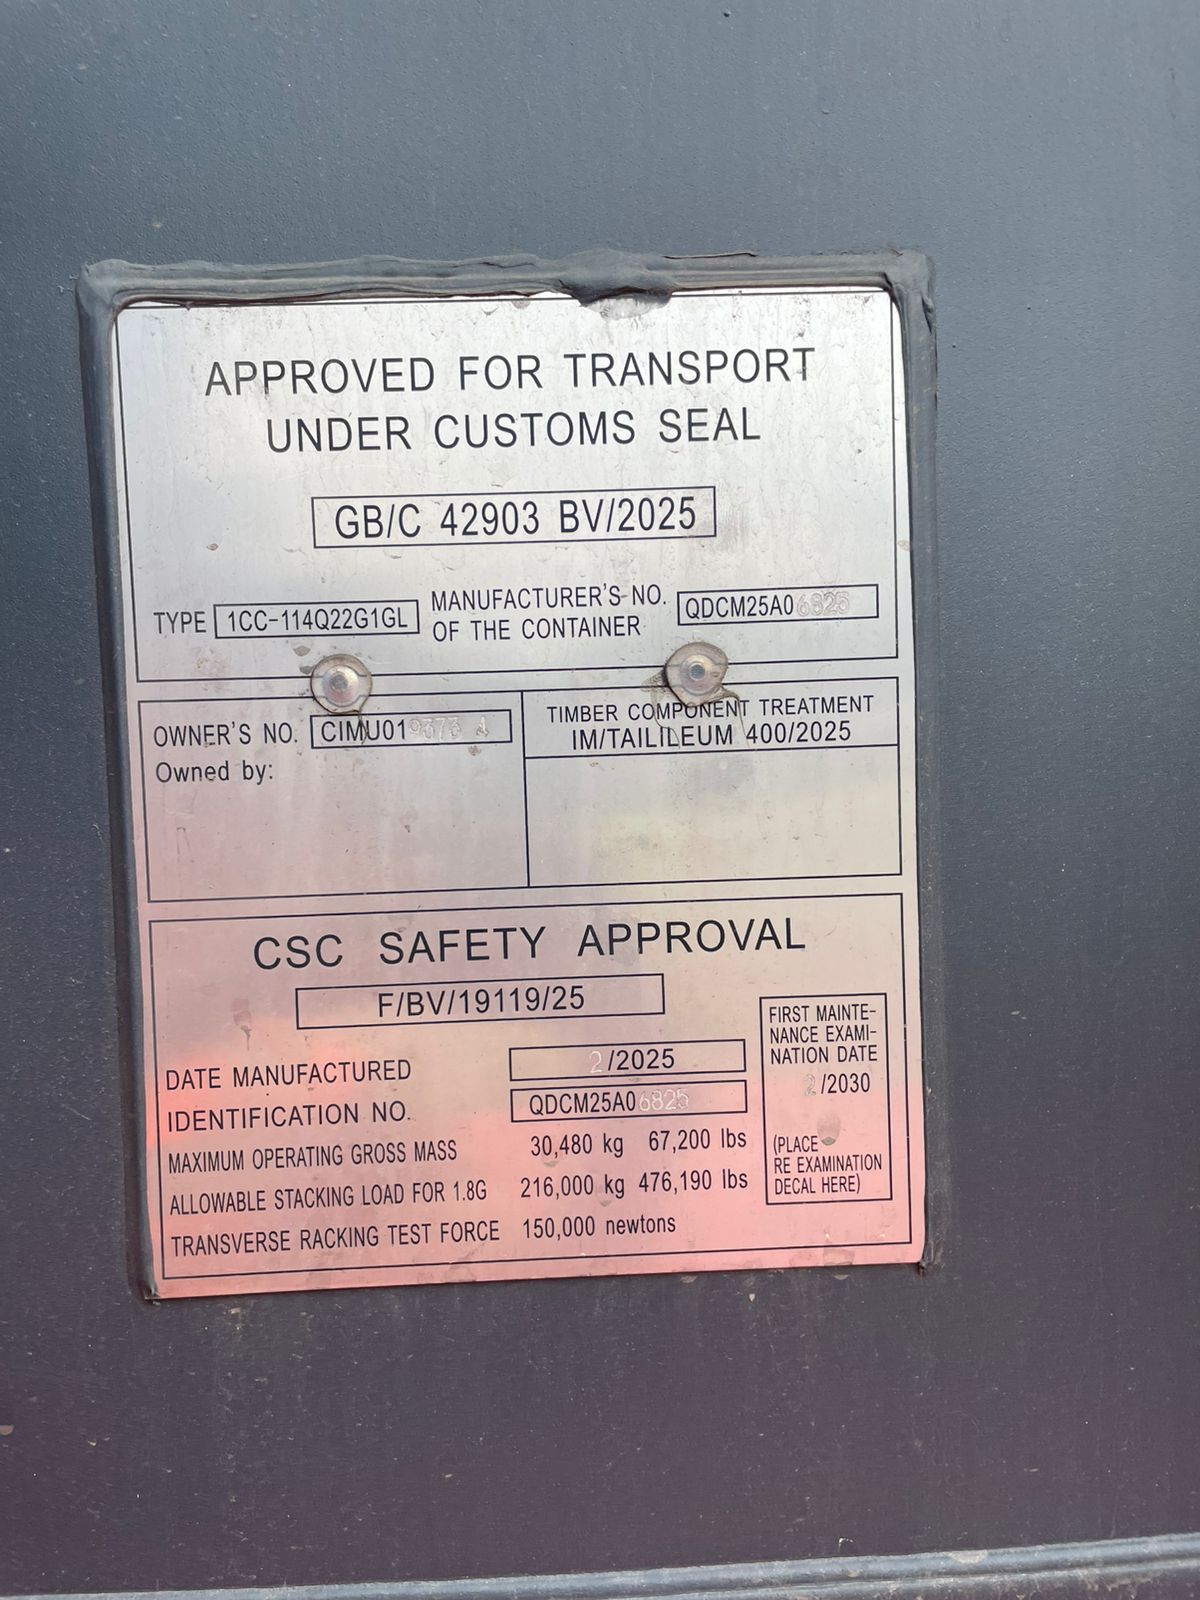 APPROVED FOR TRANSPORT
UNDER CUSTOMS SEAL
GB/C 42903 BV/2025
TYPE 1CC-114Q22G1GL
MANUFACTURER'S NO.
OF THE CONTAINER
QDCM25A06825
OWNER'S NO. CIMU019373 4
Owned by:
TIMBER COMPONENT TREATMENT
IM/TAILILEUM 400/2025
CSC SAFETY APPROVAL
F/BV/19119/25
DATE MANUFACTURED 2/2025
IDENTIFICATION NO. QDCM25A06825
MAXIMUM OPERATING GROSS MASS 30,480 kg 67,200 lbs
ALLOWABLE STACKING LOAD FOR 1.8G 216,000 kg 476,190 lbs
TRANSVERSE RACKING TEST FORCE 150,000 newtons
FIRST MAINTE-
NANCE EXAMI-
NATION DATE
2/2030
(PLACE
RE EXAMINATION
DECAL HERE)